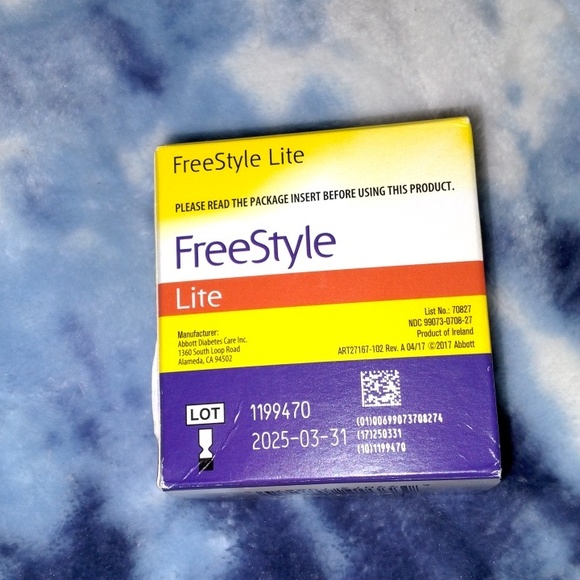 FreeStyle Lite
PLEASE READ THE PACKAGE INSERT BEFORE USING THIS PRODUCT.
FreeStyle
Lite
Manufacturer:
Abbott Diabetes Care Inc.
1360 South Loop Road
Alameda, CA 94502
List No.: 70827
NDC 99073-0708-27
Product of Ireland
ART27167-102 Rev. A 04/17 ©2017 Abbott
LOT 1199470
2025-03-31
(01)00699073708274
(17)250331
(10)1199470